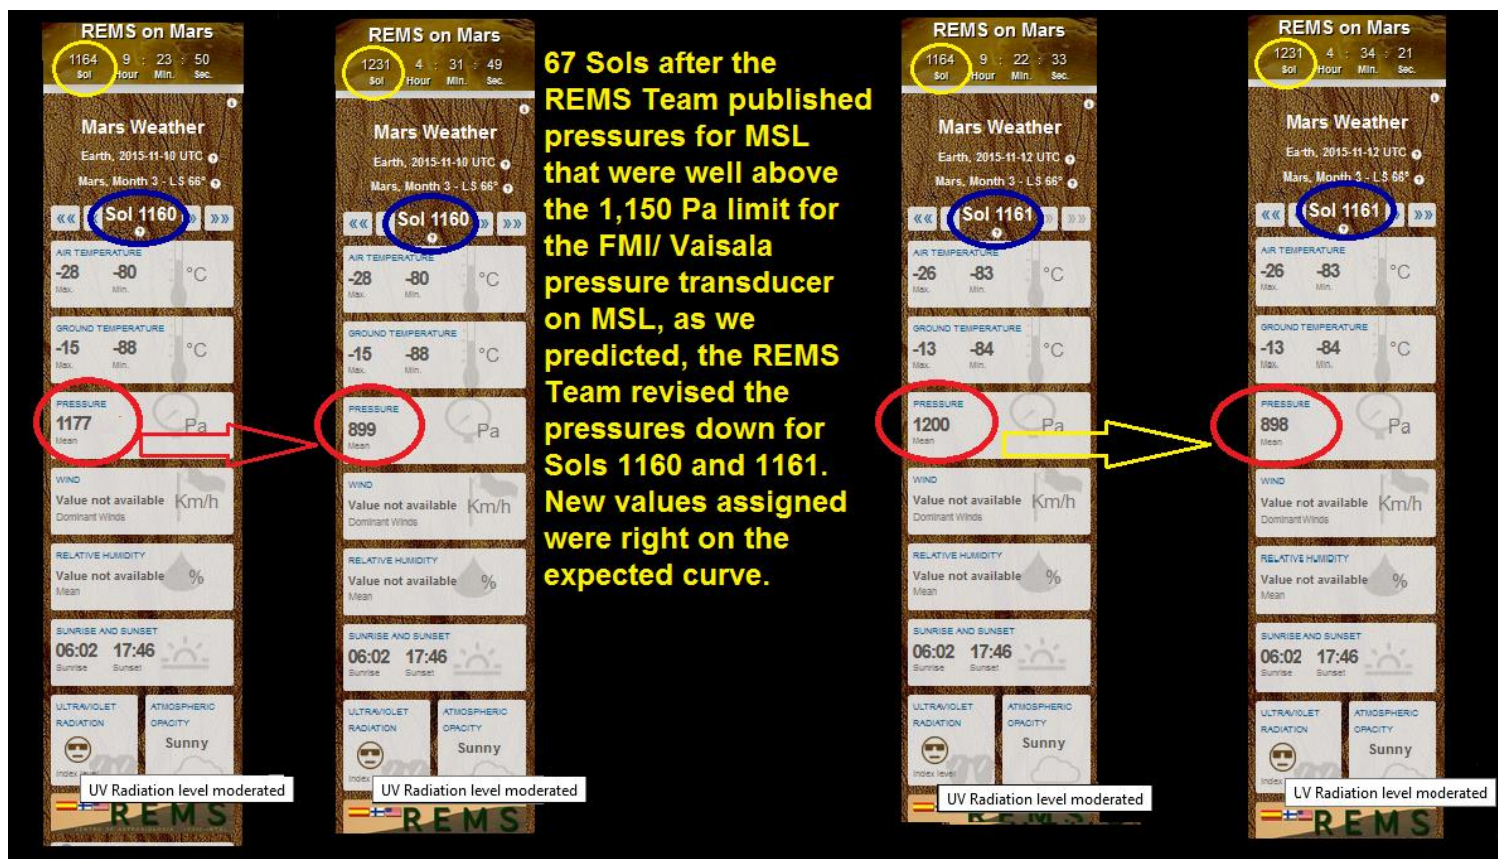 REMS on Mars
1164 9 : 23 : 50
Sol Hour Min. Sec.
Mars Weather
Earth, 2015-11-10 UTC
Mars, Month 3 - LS 66°
«« Sol 1160 » »»
AIR TEMPERATURE
-28 -80 °C
Max. Min.
GROUND TEMPERATURE
-15 -88 °C
Max. Min.
PRESSURE
1177 Pa
Mean
WIND
Value not available Km/h
Dominant Winds
RELATIVE HUMIDITY
Value not available %
Mean
SUNRISE AND SUNSET
06:02 17:46
Sunrise Sunset
ULTRAVIOLET ATMOSPHERIC
RADIATION OPACITY
Sunny
Index level
UV Radiation level moderated
REMS
REMS on Mars
1231 4 : 31 : 49
Sol Hour Min. Sec.
Mars Weather
Earth, 2015-11-10 UTC
Mars, Month 3 - LS 66°
«« Sol 1160 » »»
AIR TEMPERATURE
-28 -80 °C
Max. Min.
GROUND TEMPERATURE
-15 -88 °C
Max. Min.
PRESSURE
899 Pa
Mean
WIND
Value not available Km/h
Dominant Winds
RELATIVE HUMIDITY
Value not available %
Mean
SUNRISE AND SUNSET
06:02 17:46
Sunrise Sunset
ULTRAVIOLET ATMOSPHERIC
RADIATION OPACITY
Sunny
Index
UV Radiation level moderated
REMS
67 Sols after the
REMS Team published
pressures for MSL
that were well above
the 1,150 Pa limit for
the FMI/ Vaisala
pressure transducer
on MSL, as we
predicted, the REMS
Team revised the
pressures down for
Sols 1160 and 1161.
New values assigned
were right on the
expected curve.
REMS on Mars
1164 9 : 22 : 33
Sol Hour Min. Sec.
Mars Weather
Earth, 2015-11-12 UTC
Mars, Month 3 - LS 66°
«« Sol 1161 » »»
AIR TEMPERATURE
-26 -83 °C
Max. Min.
GROUND TEMPERATURE
-13 -84 °C
Max. Min.
PRESSURE
1200 Pa
Mean
WIND
Value not available Km/h
Dominant Winds
RELATIVE HUMIDITY
Value not available %
Mean
SUNRISE AND SUNSET
06:02 17:46
Sunrise Sunset
ULTRAVIOLET ATMOSPHERIC
RADIATION OPACITY
Sunny
Index level
UV Radiation level moderated
REMS
REMS on Mars
1231 4 : 34 : 21
Sol Hour Min. Sec.
Mars Weather
Earth, 2015-11-12 UTC
Mars, Month 3 - LS 66°
«« Sol 1161 »»
AIR TEMPERATURE
-26 -83 °C
Max. Min.
GROUND TEMPERATURE
-13 -84 °C
Max. Min.
PRESSURE
898 Pa
Mean
WIND
Value not available Km/h
Dominant Winds
RELATIVE HUMIDITY
Value not available %
Mean
SUNRISE AND SUNSET
06:02 17:46
Sunrise Sunset
ULTRAVIOLET ATMOSPHERIC
RADIATION OPACITY
Sunny
Index
UV Radiation level moderated
REMS